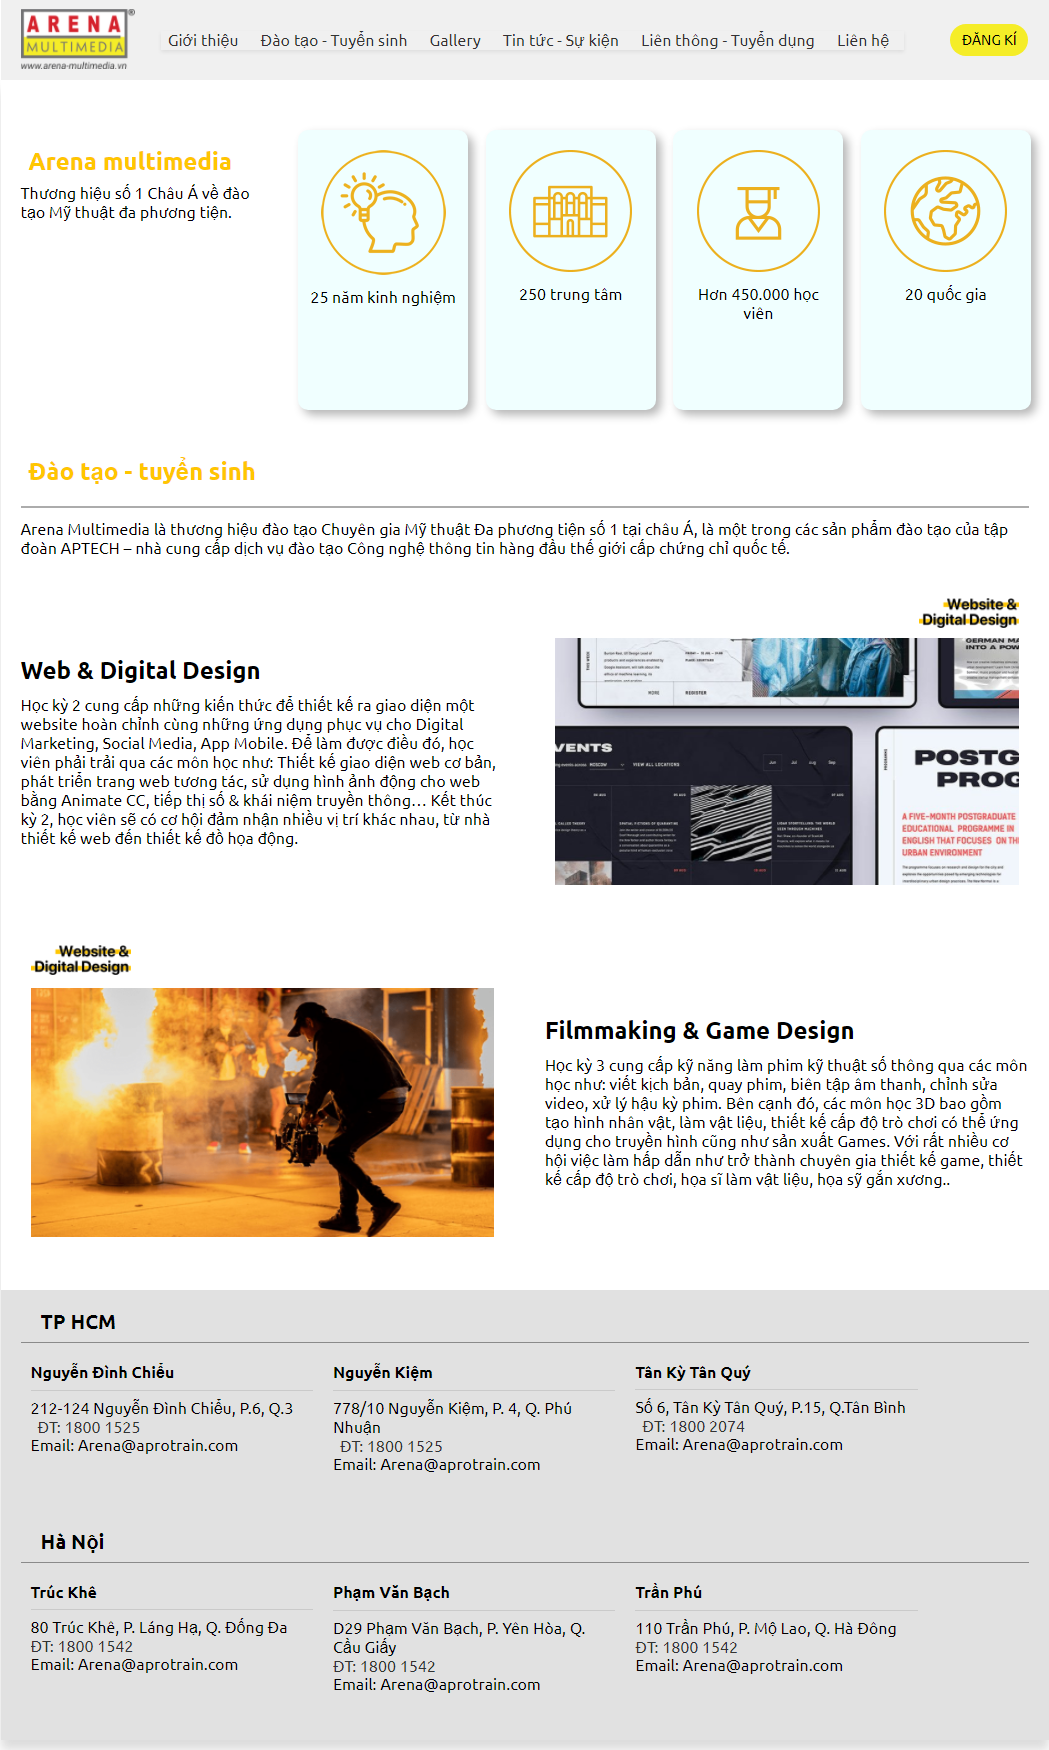 ARENA®
MULTIMEDIA
www.arena-multimedia.vn
Giới thiệu Đào tạo - Tuyển sinh Gallery Tin tức - Sự kiện Liên thông - Tuyển dụng Liên hệ
ĐĂNG KÍ
Arena multimedia
Thương hiệu số 1 Châu Á về đào
tạo Mỹ thuật đa phương tiện.
25 năm kinh nghiệm
250 trung tâm
Hơn 450.000 học
viên
20 quốc gia
Đào tạo - tuyển sinh
Arena Multimedia là thương hiệu đào tạo Chuyên gia Mỹ thuật Đa phương tiện số 1 tại châu Á, là một trong các sản phẩm đào tạo của tập
đoàn APTECH – nhà cung cấp dịch vụ đào tạo Công nghệ thông tin hàng đầu thế giới cấp chứng chỉ quốc tế.
Web & Digital Design
Học kỳ 2 cung cấp những kiến thức để thiết kế ra giao diện một
website hoàn chỉnh cùng những ứng dụng phục vụ cho Digital
Marketing, Social Media, App Mobile. Để làm được điều đó, học
viên phải trải qua các môn học như: Thiết kế giao diện web cơ bản,
phát triển trang web tương tác, sử dụng hình ảnh động cho web
bằng Animate CC, tiếp thị số & khái niệm truyền thông... Kết thúc
kỳ 2, học viên sẽ có cơ hội đảm nhận nhiều vị trí khác nhau, từ nhà
thiết kế web đến thiết kế đồ họa động.
Website &
Digital Design
GERMAN MA
INTO A POW
MORE REGISTER
VENTS
MOSCOW VIEW ALL LOCATIONS
Jun Jul Aug Sep
POSTG
PROG
A FIVE-MONTH POSTGRADUATE
EDUCATIONAL PROGRAMME IN
ENGLISH THAT FOCUSES ON TH
URBAN ENVIRONMENT
Website &
Digital Design
Filmmaking & Game Design
Học kỳ 3 cung cấp kỹ năng làm phim kỹ thuật số thông qua các môn
học như: viết kịch bản, quay phim, biên tập âm thanh, chỉnh sửa
video, xử lý hậu kỳ phim. Bên cạnh đó, các môn học 3D bao gồm
tạo hình nhân vật, làm vật liệu, thiết kế cấp độ trò chơi có thể ứng
dụng cho truyền hình cũng như sản xuất Games. Với rất nhiều cơ
hội việc làm hấp dẫn như trở thành chuyên gia thiết kế game, thiết
kế cấp độ trò chơi, họa sĩ làm vật liệu, họa sỹ gắn xương..
TP HCM
Nguyễn Đình Chiểu
212-124 Nguyễn Đình Chiểu, P.6, Q.3
ĐT: 1800 1525
Email: Arena@aprotrain.com
Nguyễn Kiệm
778/10 Nguyễn Kiệm, P. 4, Q. Phú
Nhuận
ĐT: 1800 1525
Email: Arena@aprotrain.com
Tân Kỳ Tân Quý
Số 6, Tân Kỳ Tân Quý, P.15, Q.Tân Bình
ĐT: 1800 2074
Email: Arena@aprotrain.com
Hà Nội
Trúc Khê
80 Trúc Khê, P. Láng Hạ, Q. Đống Đa
ĐT: 1800 1542
Email: Arena@aprotrain.com
Phạm Văn Bạch
D29 Phạm Văn Bạch, P. Yên Hòa, Q.
Cầu Giấy
ĐT: 1800 1542
Email: Arena@aprotrain.com
Trần Phú
110 Trần Phú, P. Mộ Lao, Q. Hà Đông
ĐT: 1800 1542
Email: Arena@aprotrain.com